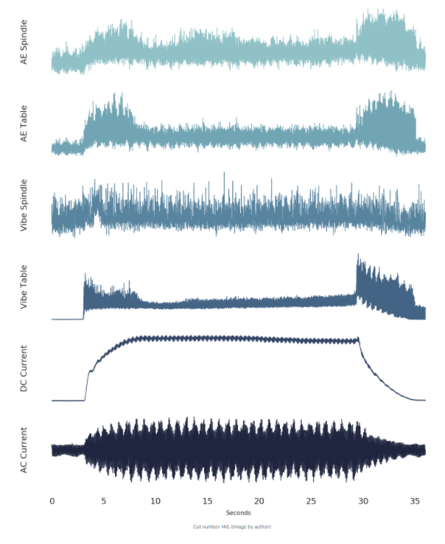 AE Spindle
AE Table
Vibe Spindle
Vibe Table
DC Current
AC Current
0 5 10 15 20 25 30 35
Seconds
Cut number 146. (Image by author)